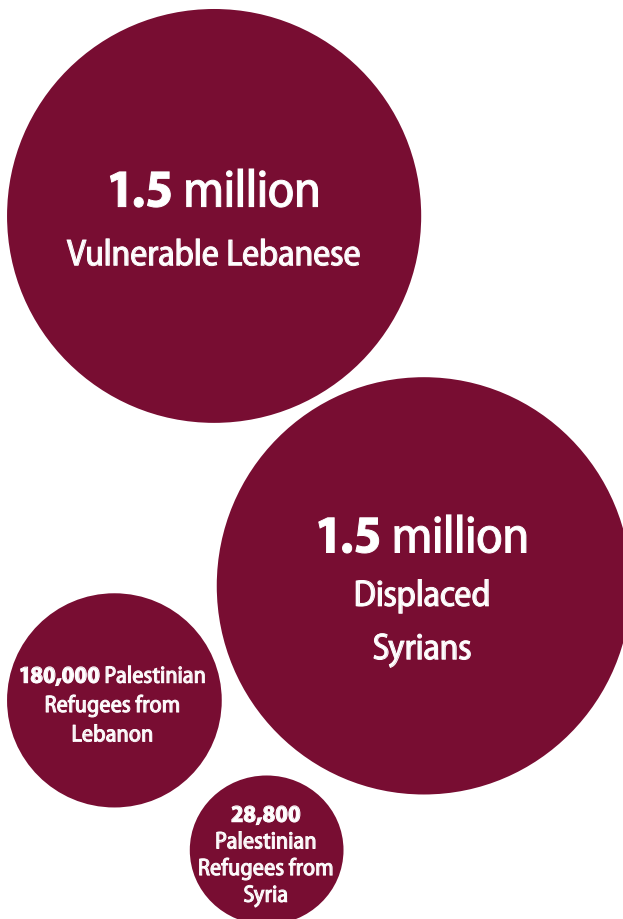 1.5 million
Vulnerable Lebanese
1.5 million
Displaced
Syrians
180,000 Palestinian
Refugees from
Lebanon
28,800
Palestinian
Refugees from
Syria